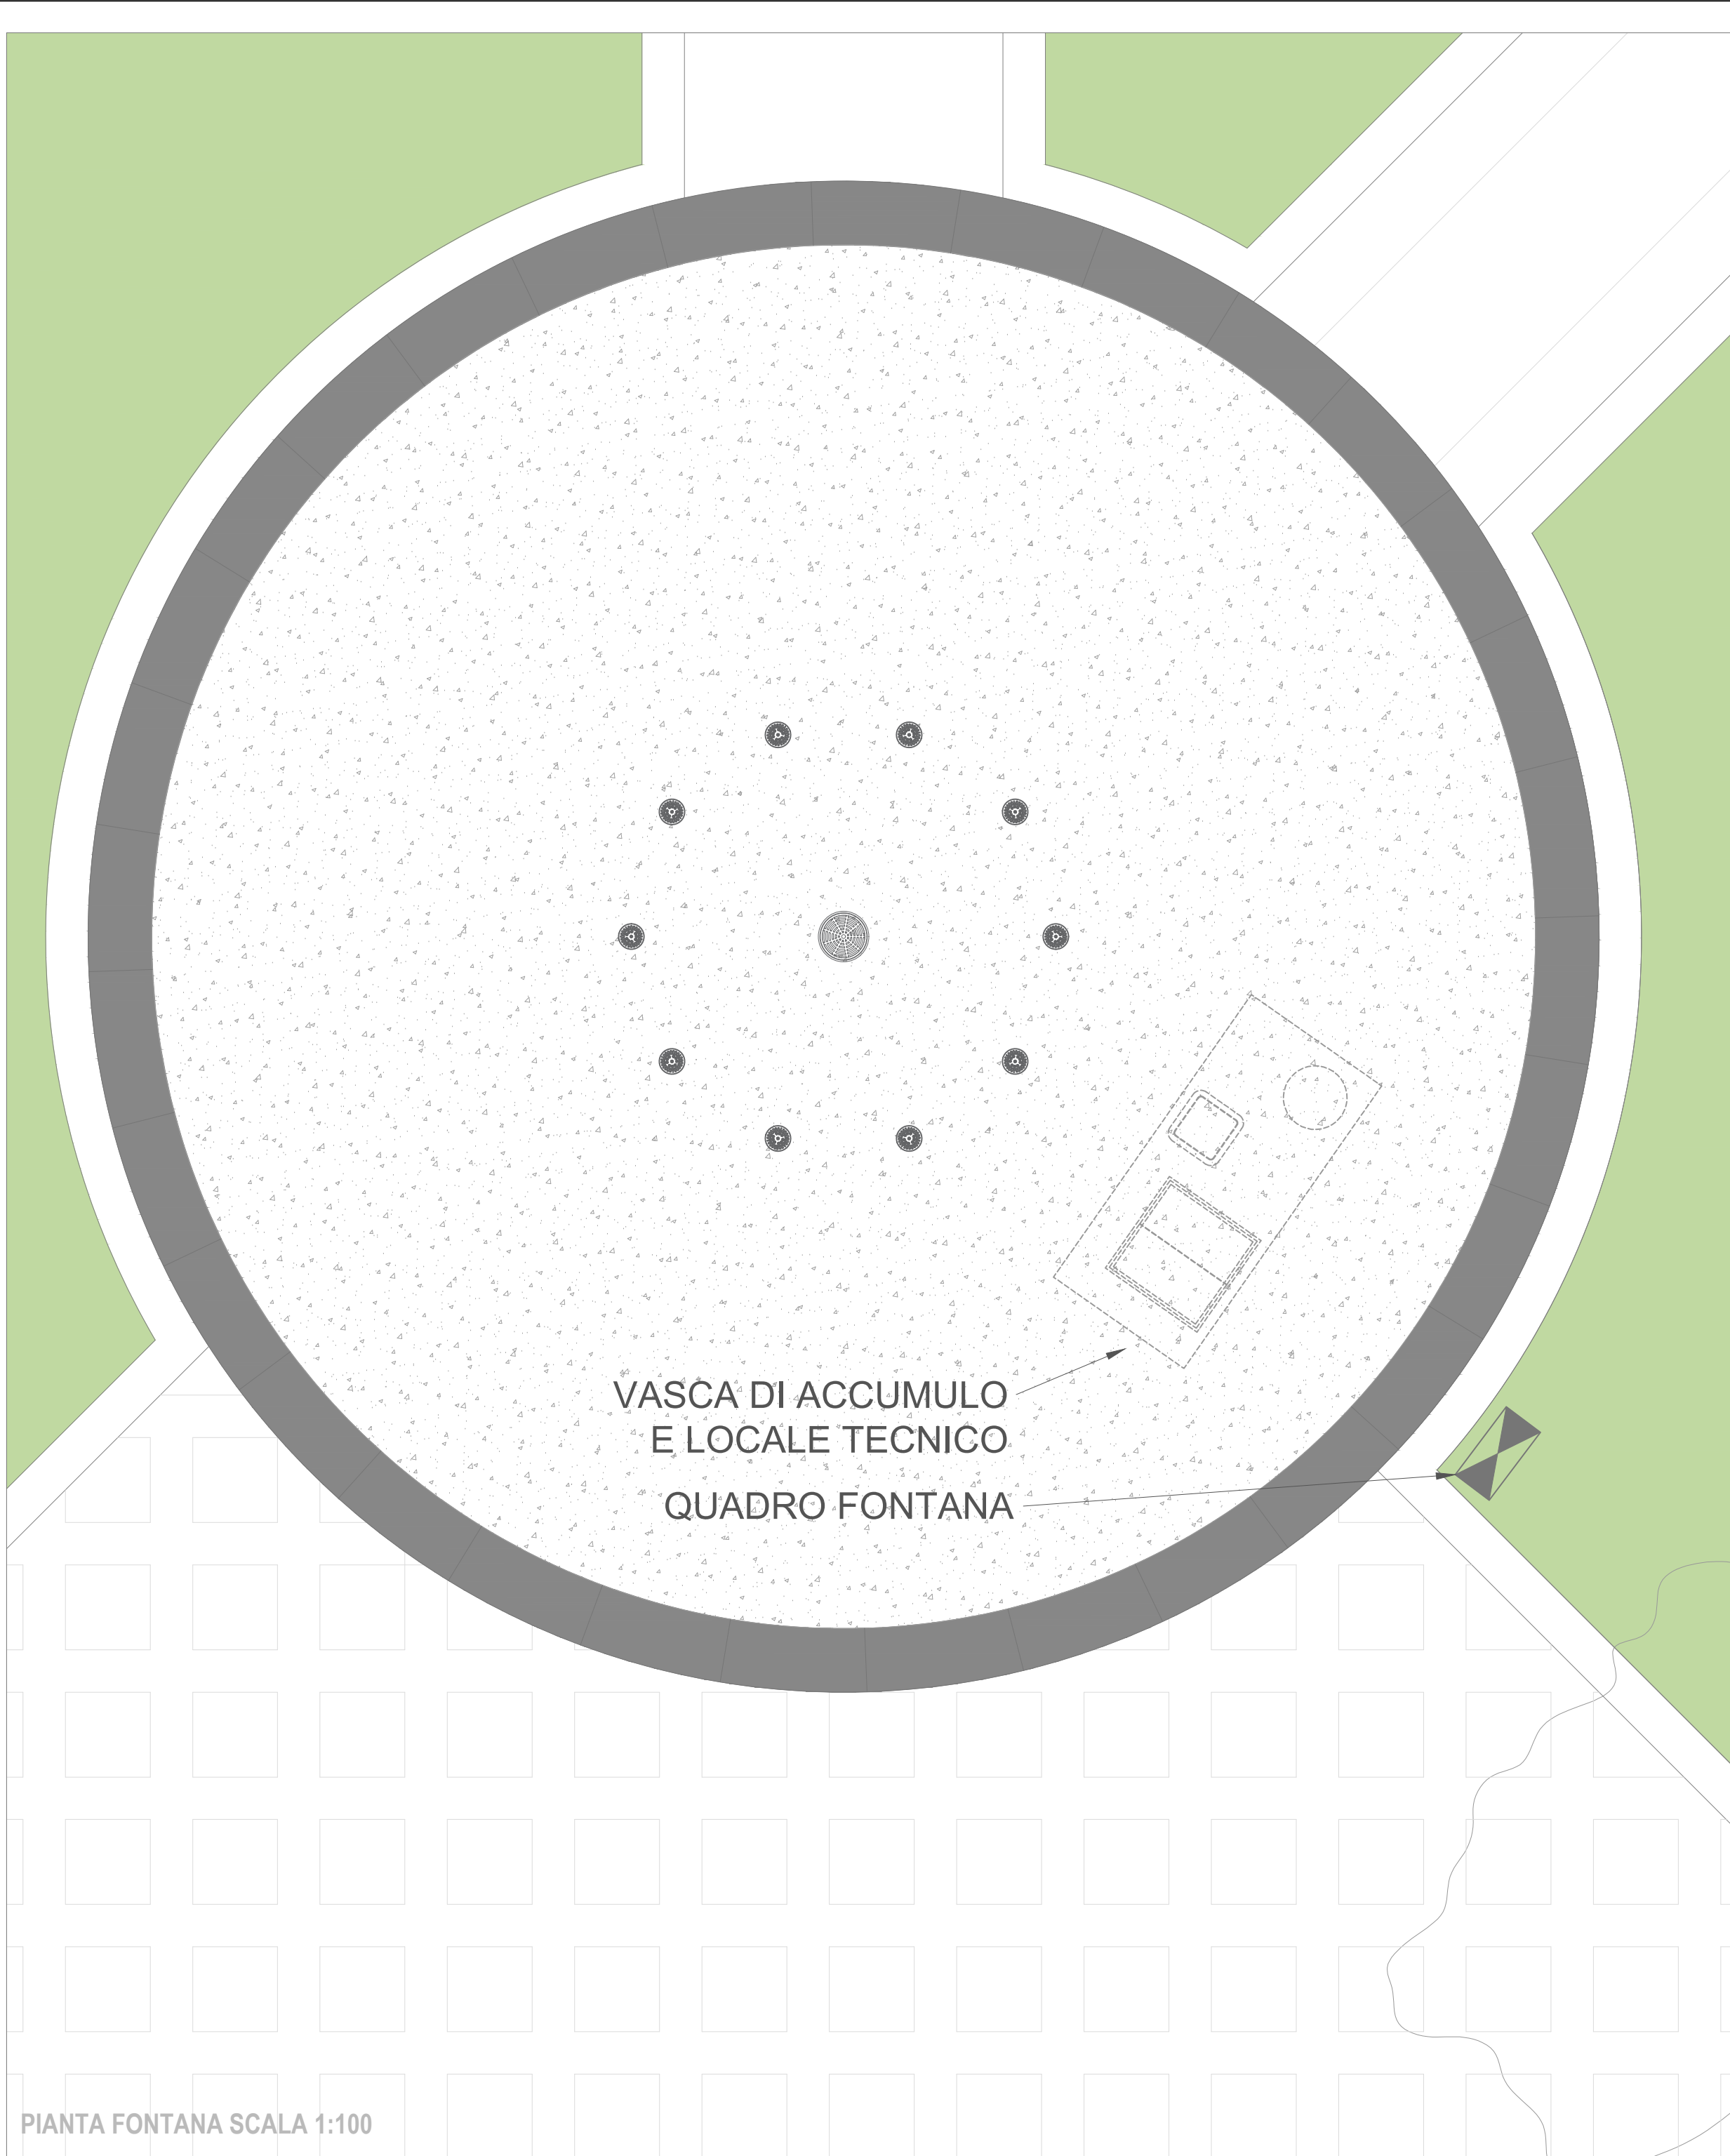 VASCA DI ACCUMULO
E LOCALE TECNICO
QUADRO FONTANA
PIANTA FONTANA SCALA 1:100